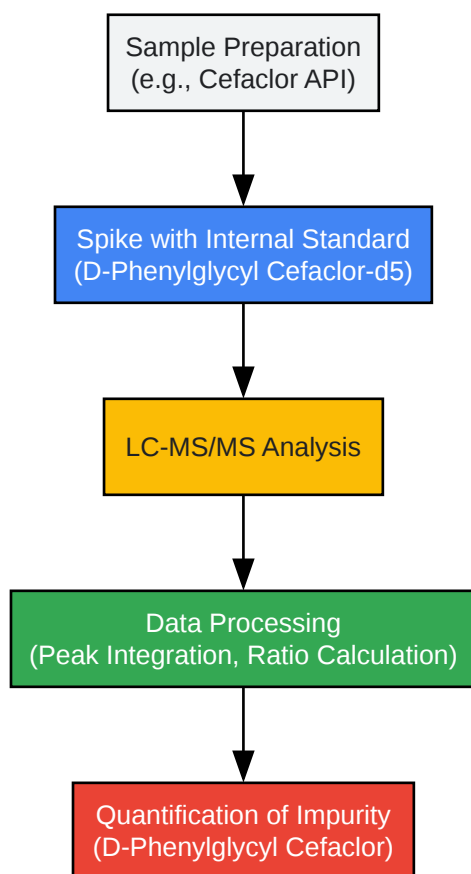 Sample Preparation
(e.g., Cefaclor API)
Spike with Internal Standard
(D-Phenylglycyl Cefaclor-d5)
LC-MS/MS Analysis
Data Processing
(Peak Integration, Ratio Calculation)
Quantification of Impurity
(D-Phenylglycyl Cefaclor)